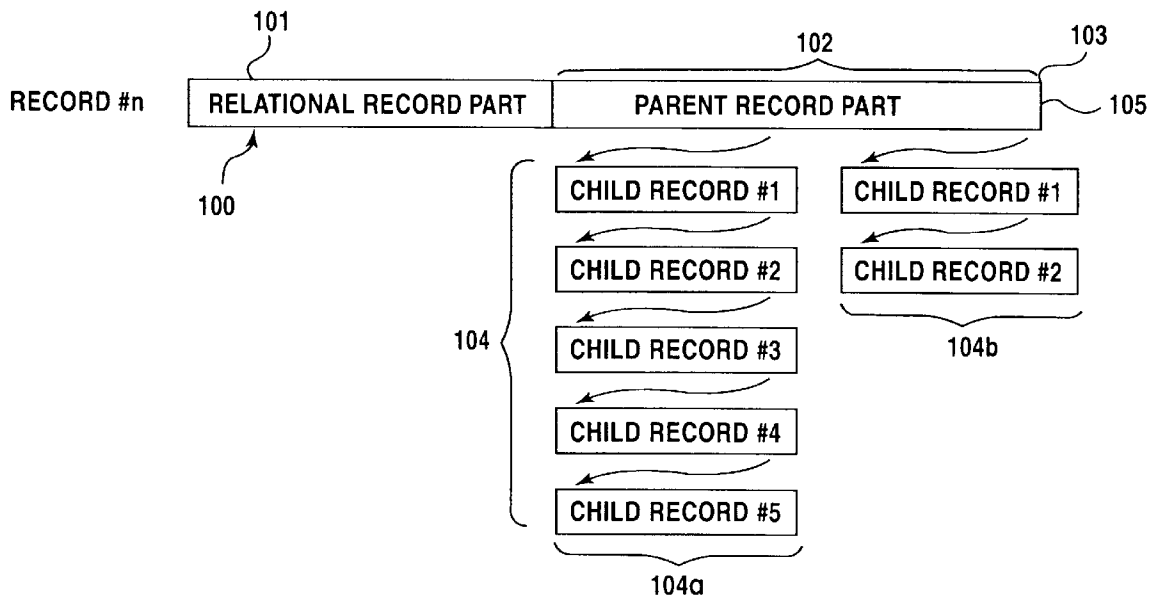 101
102
103
RECORD #n
RELATIONAL RECORD PART
PARENT RECORD PART
105
100
CHILD RECORD #1
CHILD RECORD #1
CHILD RECORD #2
CHILD RECORD #2
104
CHILD RECORD #3
104b
CHILD RECORD #4
CHILD RECORD #5
104a